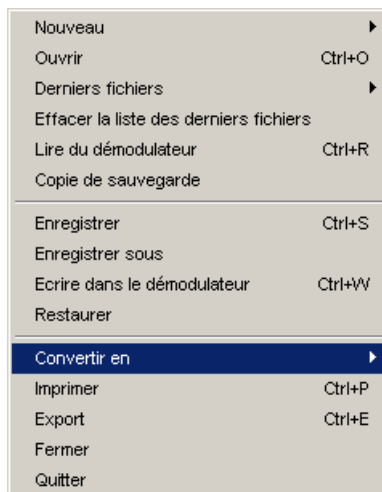 Nouveau
Ouvrir Ctrl+O
Derniers fichiers
Effacer la liste des derniers fichiers
Lire du démodulateur Ctrl+R
Copie de sauvegarde
Enregistrer Ctrl+S
Enregistrer sous
Ecrire dans le démodulateur Ctrl+W
Restaurer
Convertir en
Imprimer Ctrl+P
Export Ctrl+E
Fermer
Quitter